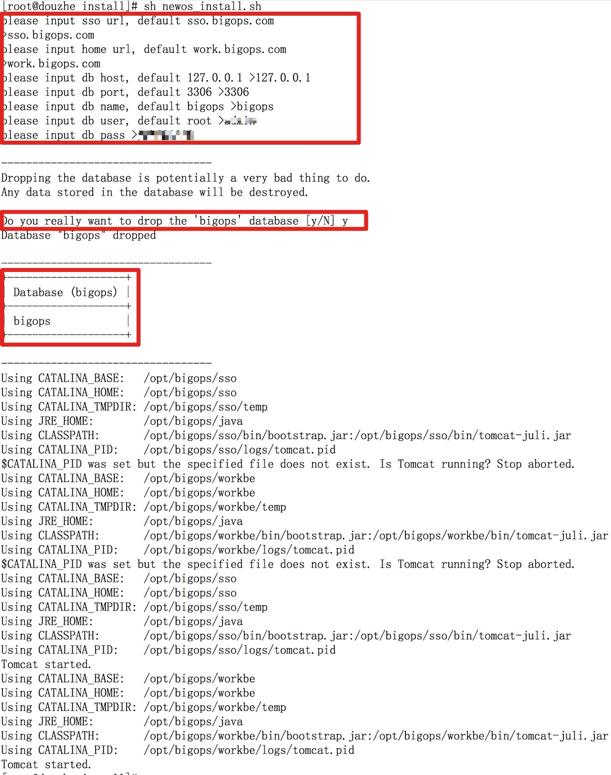 [root@douzhe install]# sh newos_install.sh
please input sso url, default sso.bigops.com
>sso.bigops.com
please input home url, default work.bigops.com
>work.bigops.com
please input db host, default 127.0.0.1 >127.0.0.1
please input db port, default 3306 >3306
please input db name, default bigops >bigops
please input db user, default root >
please input db pass >
Dropping the database is potentially a very bad thing to do.
Any data stored in the database will be destroyed.
Do you really want to drop the 'bigops' database [y/N] y
Database "bigops" dropped
Database (bigops)
bigops
Using CATALINA_BASE: /opt/bigops/sso
Using CATALINA_HOME: /opt/bigops/sso
Using CATALINA_TMPDIR: /opt/bigops/sso/temp
Using JRE_HOME: /opt/bigops/java
Using CLASSPATH: /opt/bigops/sso/bin/bootstrap.jar:/opt/bigops/sso/bin/tomcat-juli.jar
Using CATALINA_PID: /opt/bigops/sso/logs/tomcat.pid
$CATALINA_PID was set but the specified file does not exist. Is Tomcat running? Stop aborted.
Using CATALINA_BASE: /opt/bigops/workbe
Using CATALINA_HOME: /opt/bigops/workbe
Using CATALINA_TMPDIR: /opt/bigops/workbe/temp
Using JRE_HOME: /opt/bigops/java
Using CLASSPATH: /opt/bigops/workbe/bin/bootstrap.jar:/opt/bigops/workbe/bin/tomcat-juli.jar
Using CATALINA_PID: /opt/bigops/workbe/logs/tomcat.pid
$CATALINA_PID was set but the specified file does not exist. Is Tomcat running? Stop aborted.
Using CATALINA_BASE: /opt/bigops/sso
Using CATALINA_HOME: /opt/bigops/sso
Using CATALINA_TMPDIR: /opt/bigops/sso/temp
Using JRE_HOME: /opt/bigops/java
Using CLASSPATH: /opt/bigops/sso/bin/bootstrap.jar:/opt/bigops/sso/bin/tomcat-juli.jar
Using CATALINA_PID: /opt/bigops/sso/logs/tomcat.pid
Tomcat started.
Using CATALINA_BASE: /opt/bigops/workbe
Using CATALINA_HOME: /opt/bigops/workbe
Using CATALINA_TMPDIR: /opt/bigops/workbe/temp
Using JRE_HOME: /opt/bigops/java
Using CLASSPATH: /opt/bigops/workbe/bin/bootstrap.jar:/opt/bigops/workbe/bin/tomcat-juli.jar
Using CATALINA_PID: /opt/bigops/workbe/logs/tomcat.pid
Tomcat started.